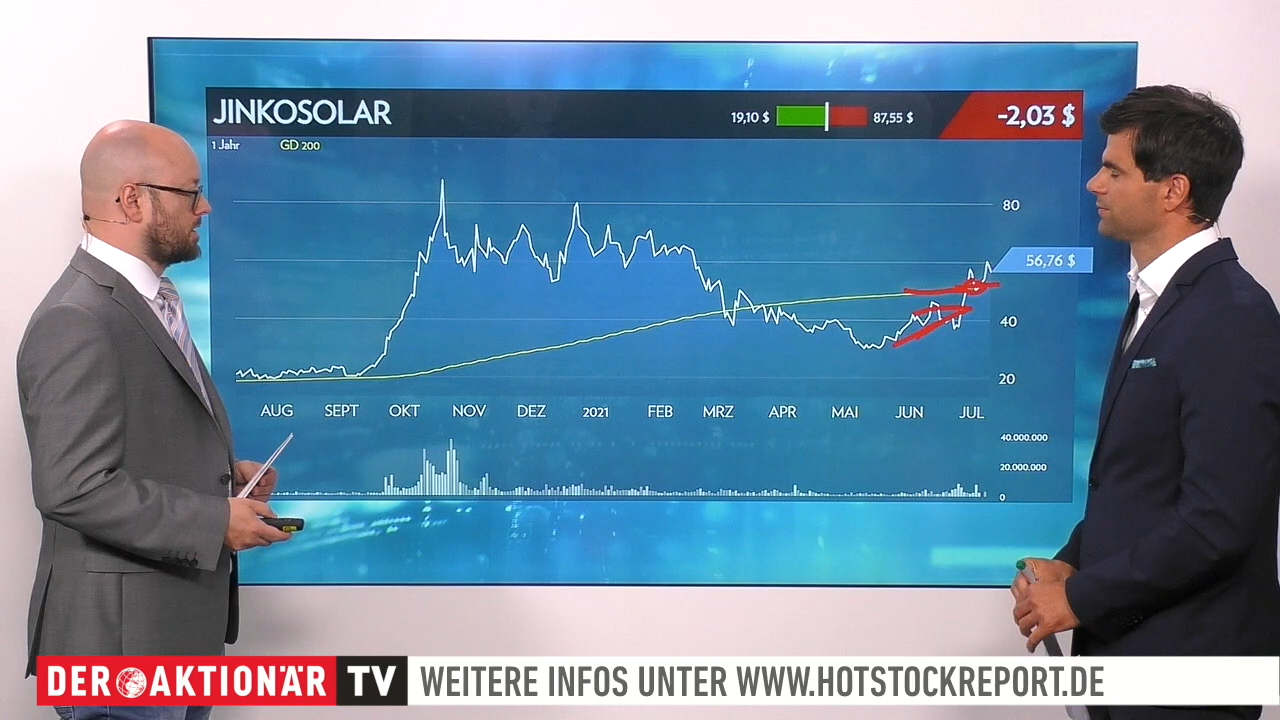 JINKOSOLAR
19,10 $
87,55 $
-2,03 $
1 Jahr
GD 200
80
56,76 $
40
20
AUG SEPT OKT NOV DEZ 2021 FEB MRZ APR MAI JUN JUL
40.000.000
20.000.000
0
DER AKTIONÄR TV
WEITERE INFOS UNTER WWW.HOTSTOCKREPORT.DE